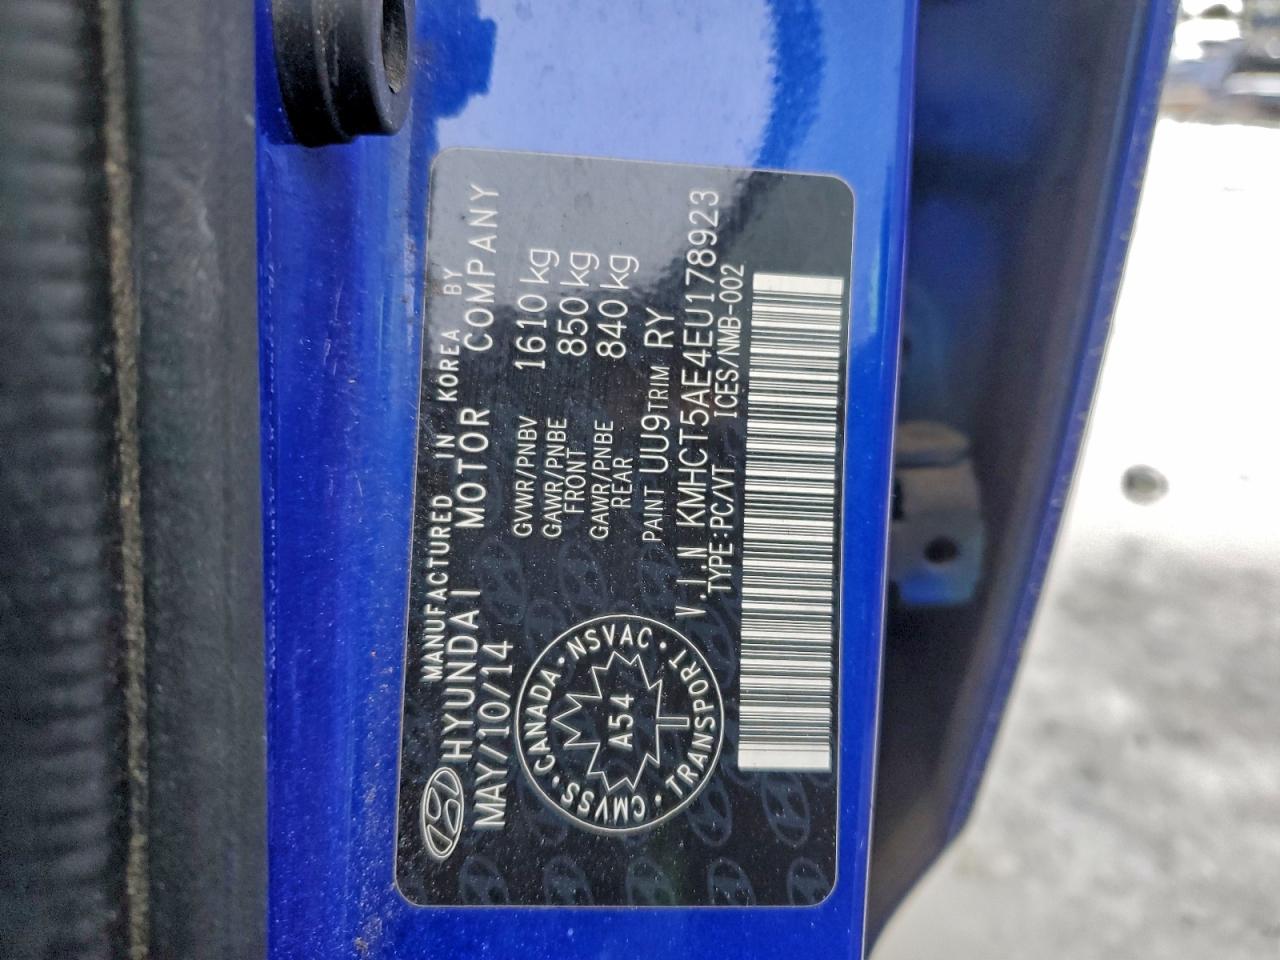 MANUFACTURED IN KOREA BY
HYUNDAI MOTOR COMPANY
MAY/10/14
GVWR/PNBV 1610 kg
GAWR/PNBE FRONT 850 kg
GAWR/PNBE REAR 840 kg
PAINT UU9 TRIM RY
CANADA · NSVAC · TRANSPORT · CMVSS ·
A54
V.I.N KMHCT5AE4EU178923
TYPE:PC/VT ICES/NMB-002